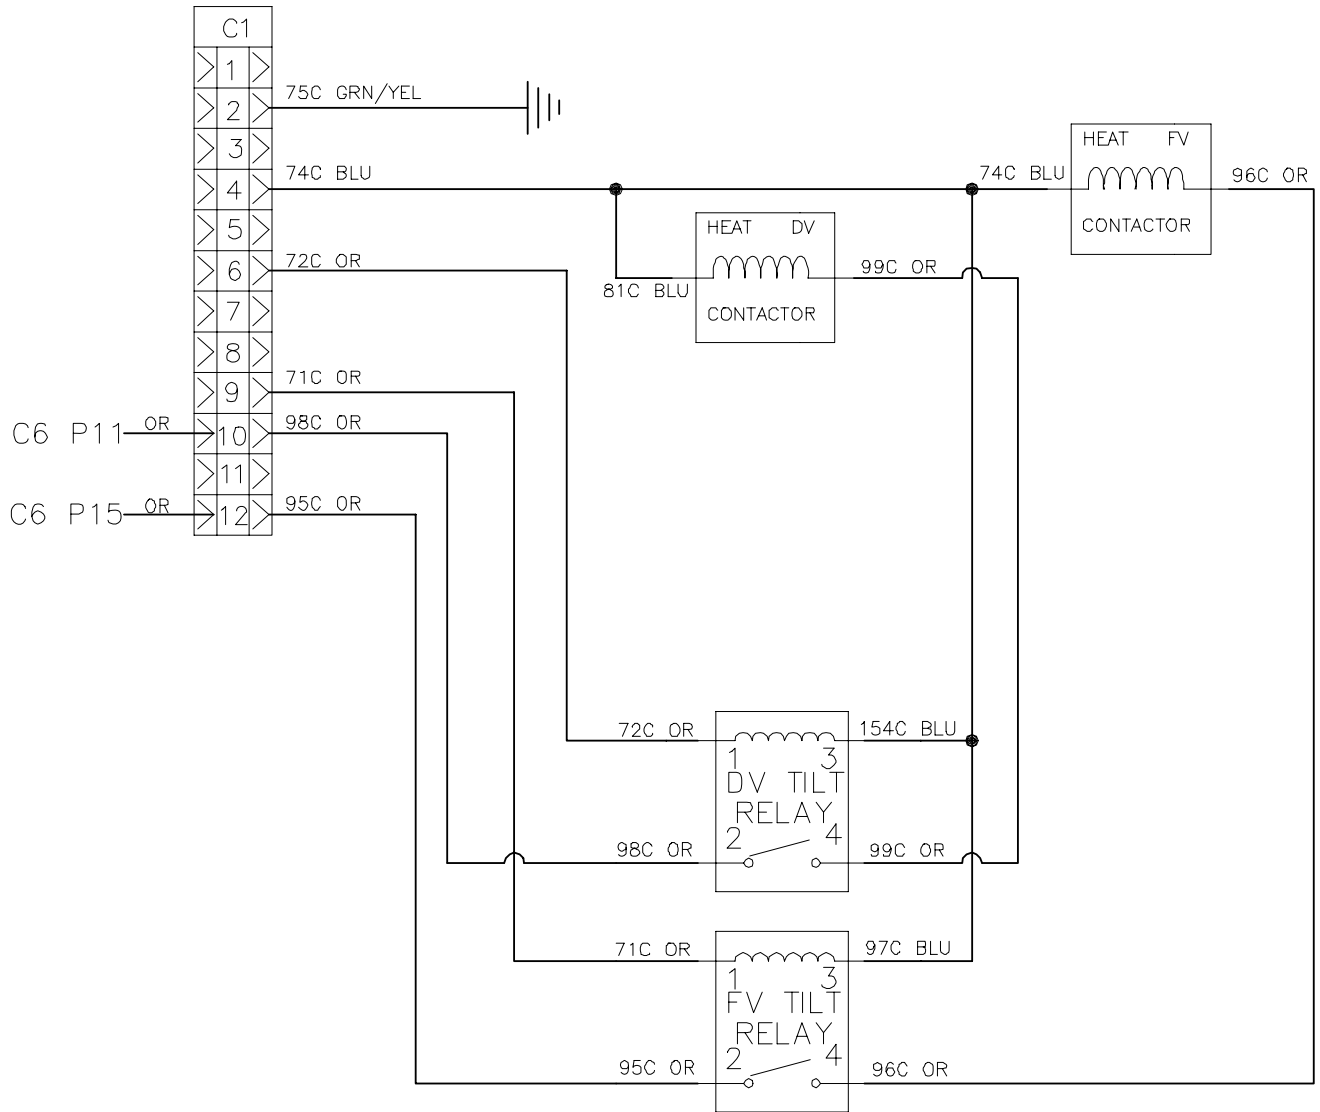 C1
1
75C GRN/YEL
2
3
HEAT FV
74C BLU
4
74C BLU
96C OR
CONTACTOR
5
HEAT DV
72C OR
6
99C OR
81C BLU
7
CONTACTOR
8
71C OR
9
C6 P11 OR
10
98C OR
11
C6 P15 OR
12
95C OR
72C OR
154C BLU
1 3
DV TILT
RELAY
2 4
98C OR
99C OR
71C OR
97C BLU
1 3
FV TILT
RELAY
2 4
95C OR
96C OR